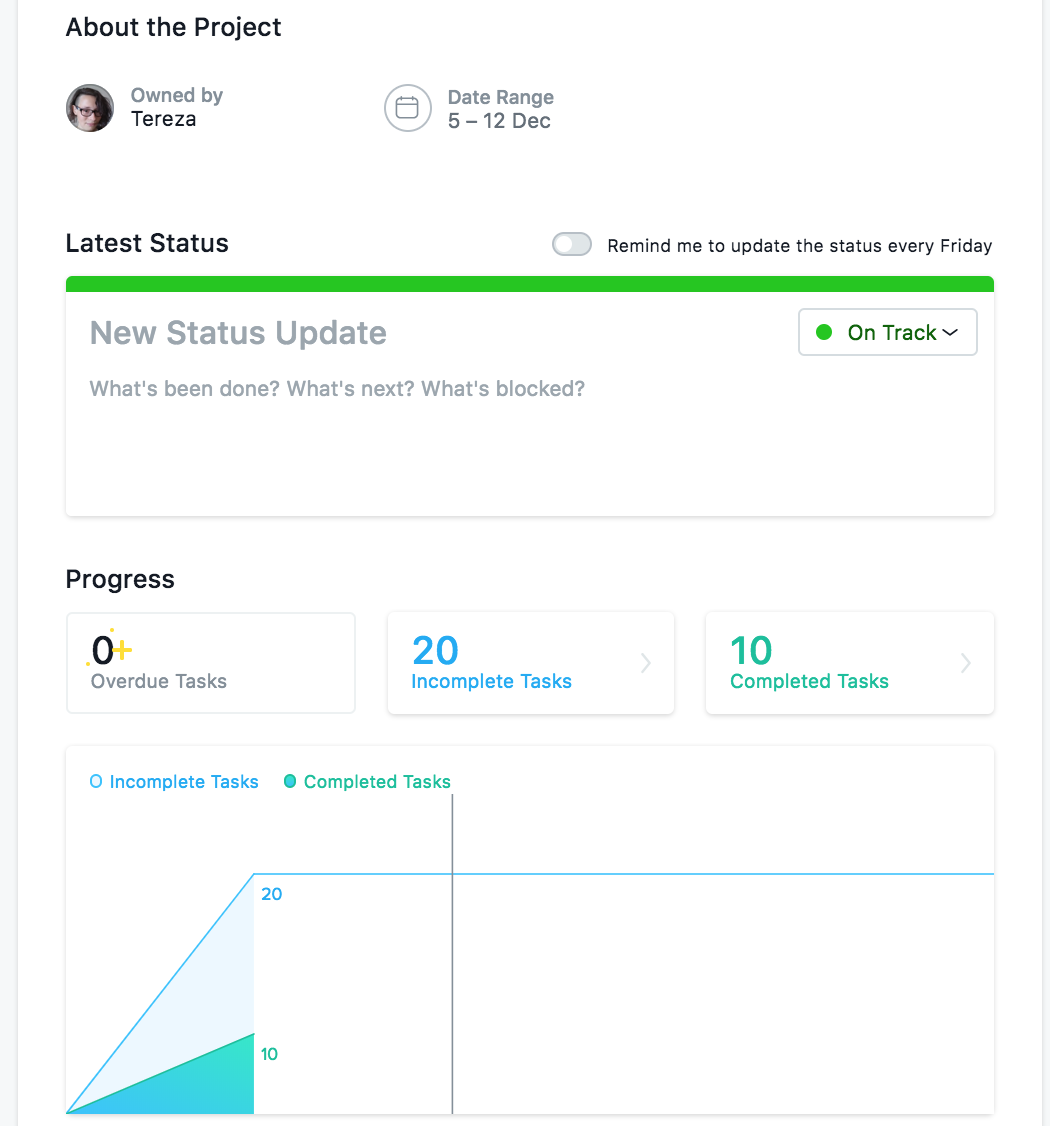 About the Project
Owned by
Tereza
Date Range
5 – 12 Dec
Latest Status
Remind me to update the status every Friday
New Status Update
On Track
What's been done? What's next? What's blocked?
Progress
0+
Overdue Tasks
20
Incomplete Tasks
10
Completed Tasks
Incomplete Tasks
Completed Tasks
20
10